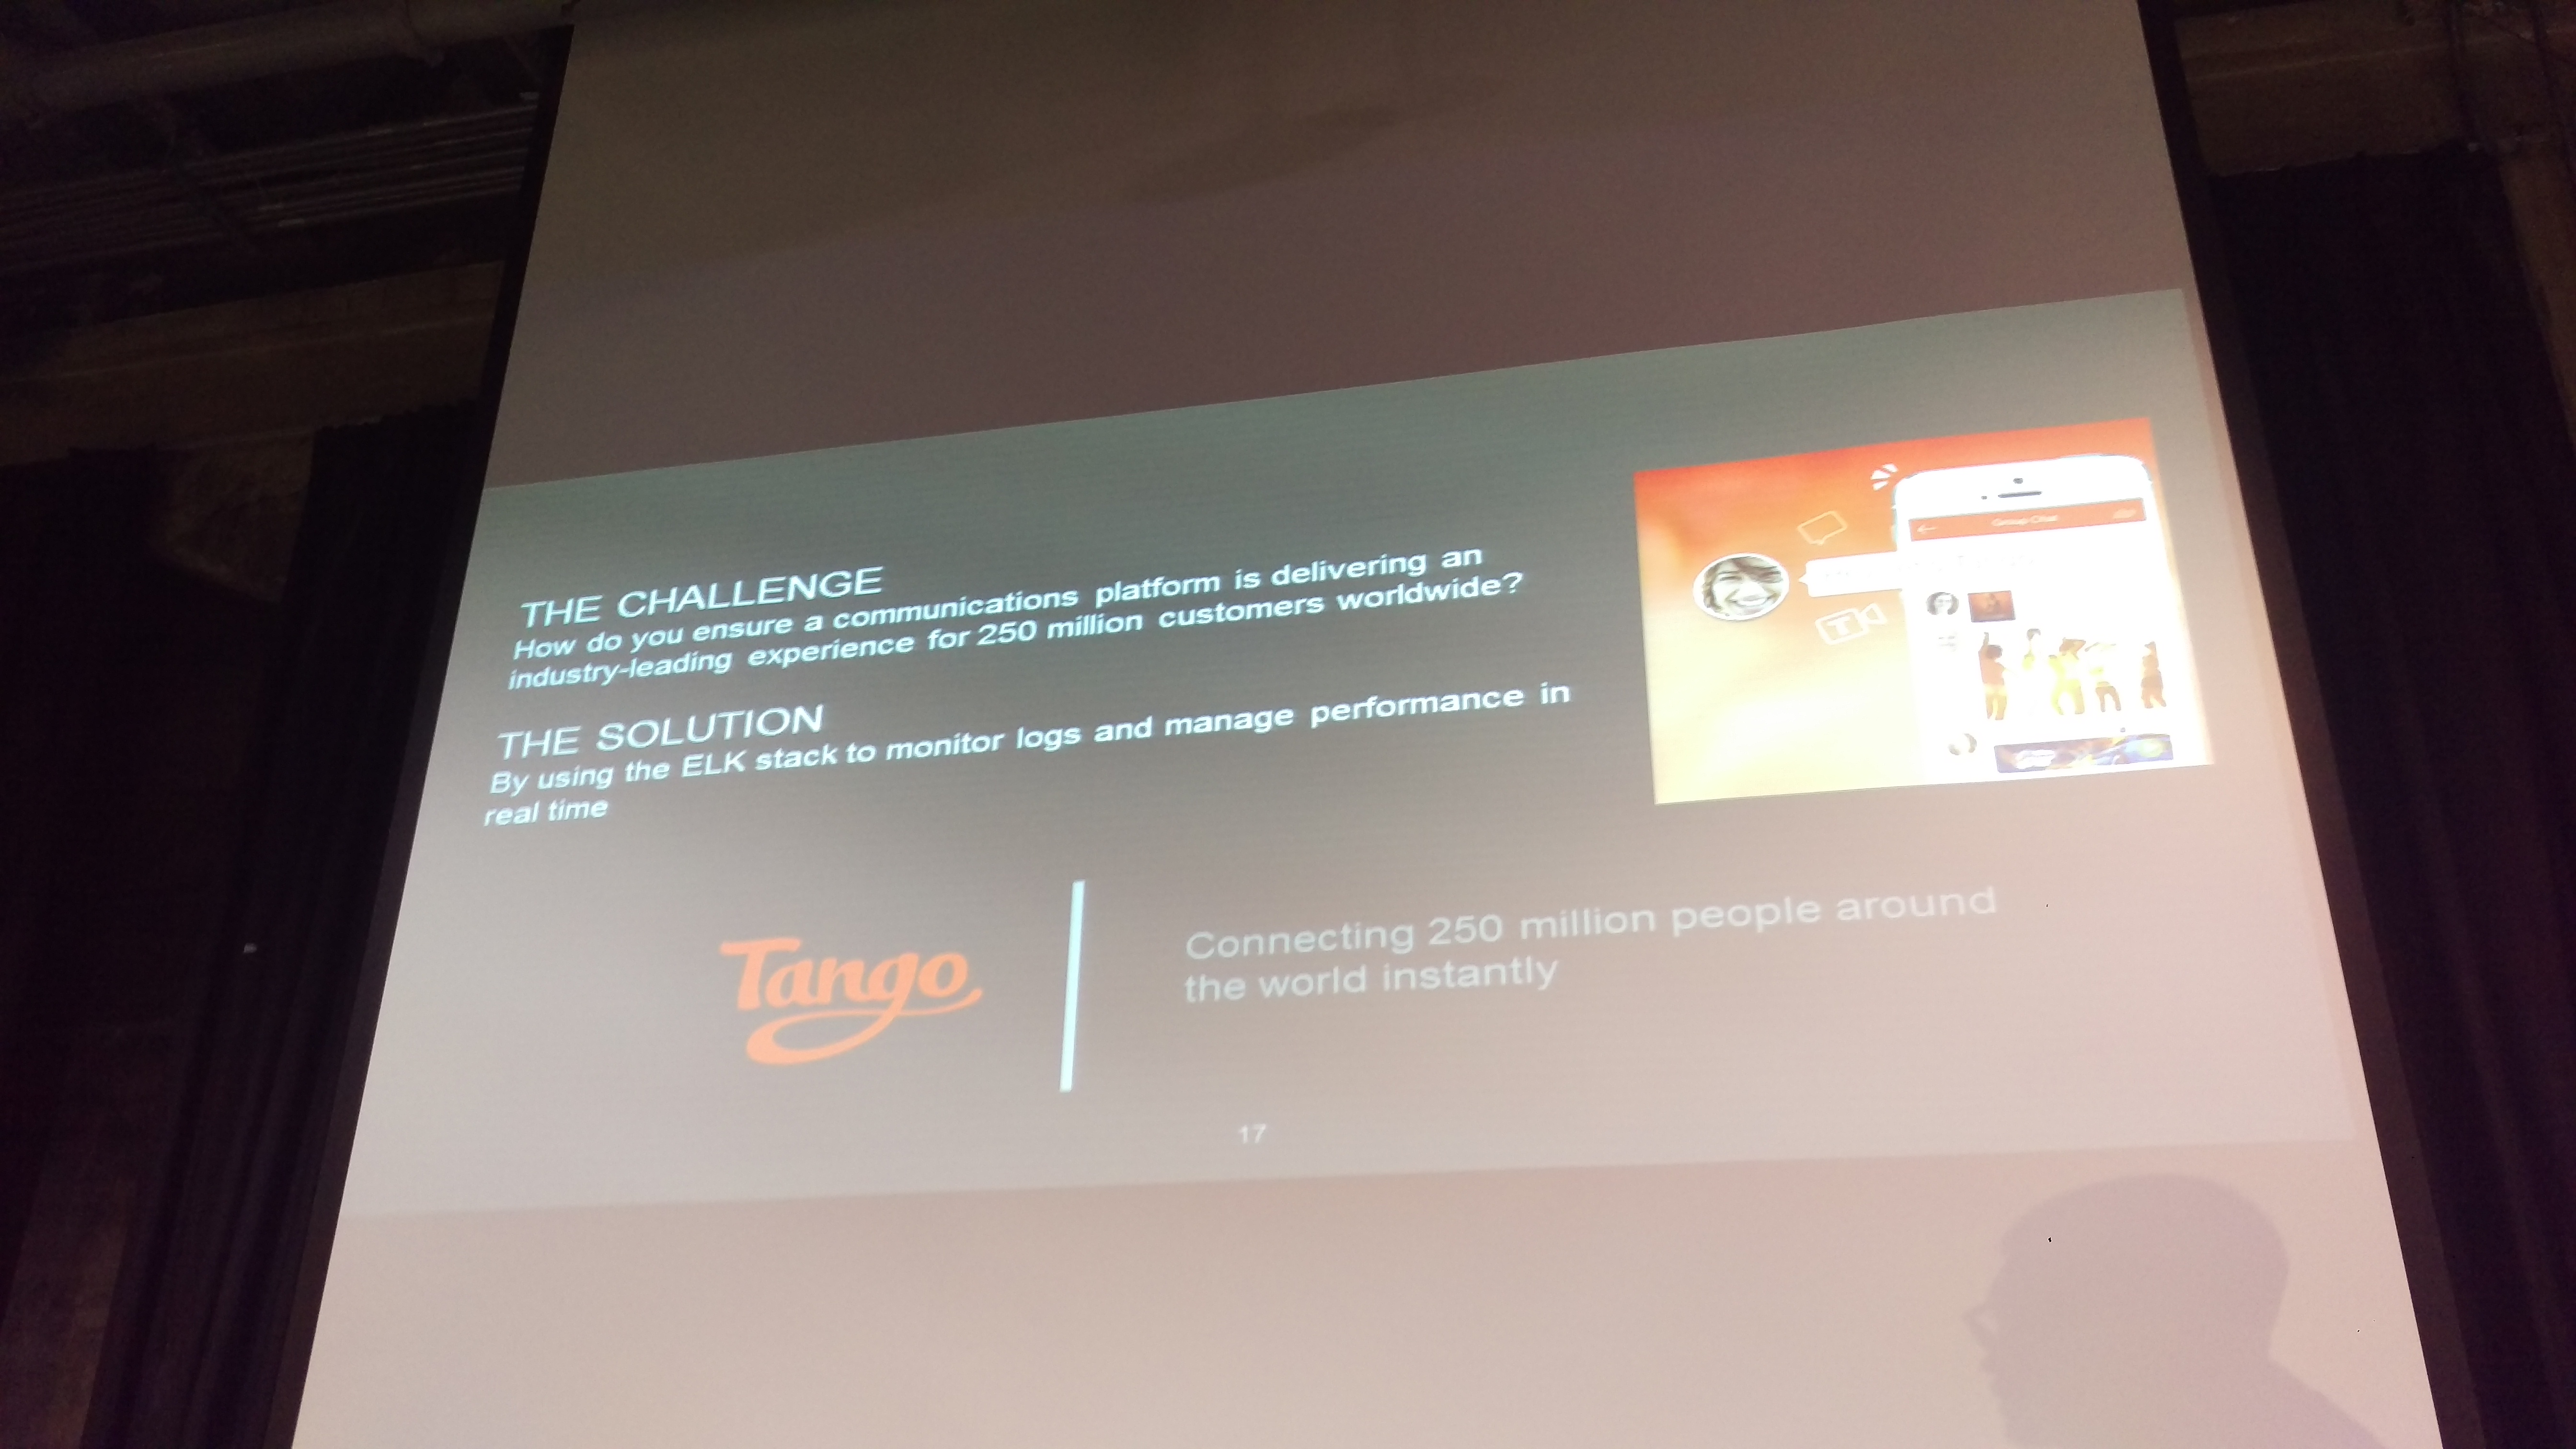 THE CHALLENGE
How do you ensure a communications platform is delivering an
industry-leading experience for 250 million customers worldwide?
THE SOLUTION
By using the ELK stack to monitor logs and manage performance in
real time
Group Chat
T
Tango
Connecting 250 million people around
the world instantly
17